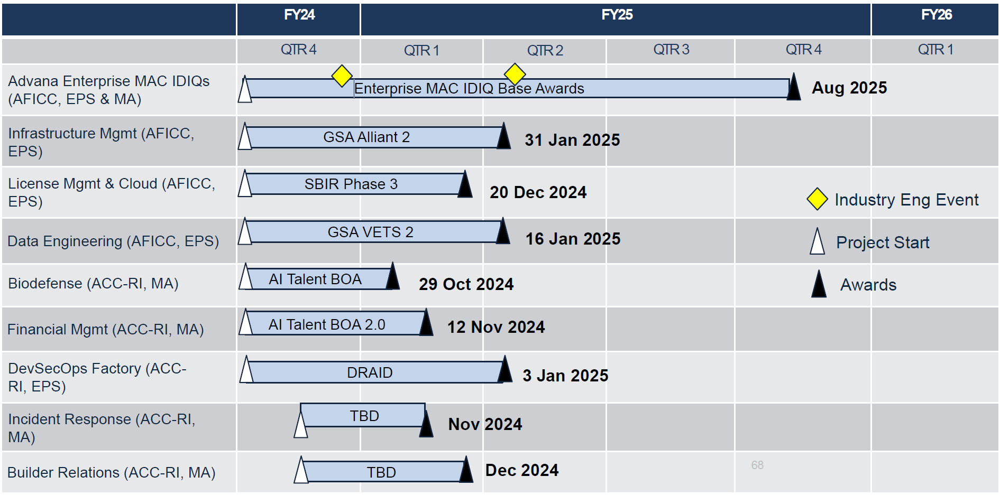 FY24 FY25 FY26
QTR 4 QTR 1 QTR 2 QTR 3 QTR 4 QTR 1
Advana Enterprise MAC IDIQs
(AFICC, EPS & MA)
Enterprise MAC IDIQ Base Awards
Aug 2025
Infrastructure Mgmt (AFICC,
EPS)
GSA Alliant 2
31 Jan 2025
License Mgmt & Cloud (AFICC,
EPS)
SBIR Phase 3
20 Dec 2024
Industry Eng Event
Data Engineering (AFICC, EPS)
GSA VETS 2
16 Jan 2025
Project Start
Biodefense (ACC-RI, MA)
AI Talent BOA
29 Oct 2024
Awards
Financial Mgmt (ACC-RI, MA)
AI Talent BOA 2.0
12 Nov 2024
DevSecOps Factory (ACC-
RI, EPS)
DRAID
3 Jan 2025
Incident Response (ACC-RI,
MA)
TBD
Nov 2024
Builder Relations (ACC-RI, MA)
TBD
Dec 2024
68